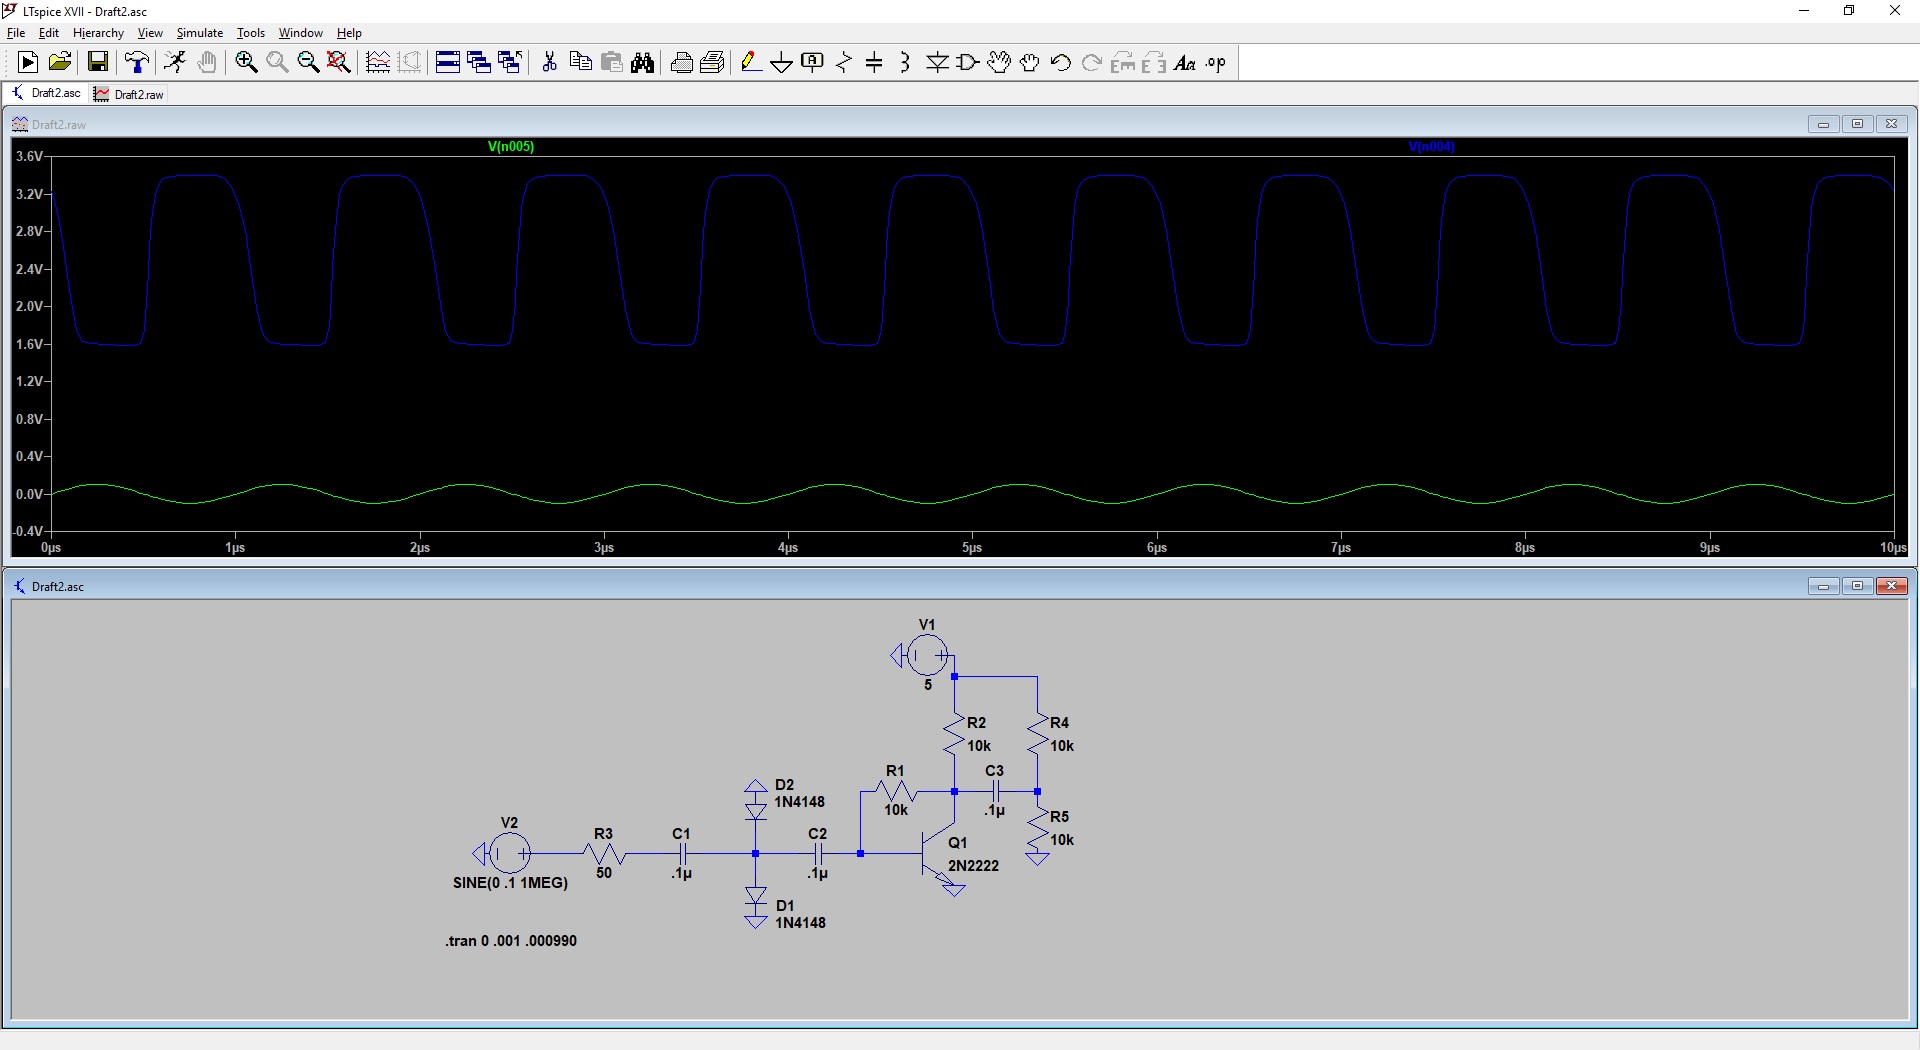 LTspice XVII - Draft2.asc
File Edit Hierarchy View Simulate Tools Window Help
A Aa .op
Draft2.asc Draft2.raw
Draft2.raw
V(n005) V(n004)
3.6V
3.2V
2.8V
2.4V
2.0V
1.6V
1.2V
0.8V
0.4V
0.0V
-0.4V
0µs 1µs 2µs 3µs 4µs 5µs 6µs 7µs 8µs 9µs 10µs
Draft2.asc
V1
5
R2
10k
R4
10k
R1
10k
C3
.1µ
D2
1N4148
R5
10k
V2
SINE(0 .1 1MEG)
R3
50
C1
.1µ
C2
.1µ
Q1
2N2222
D1
1N4148
.tran 0 .001 .000990